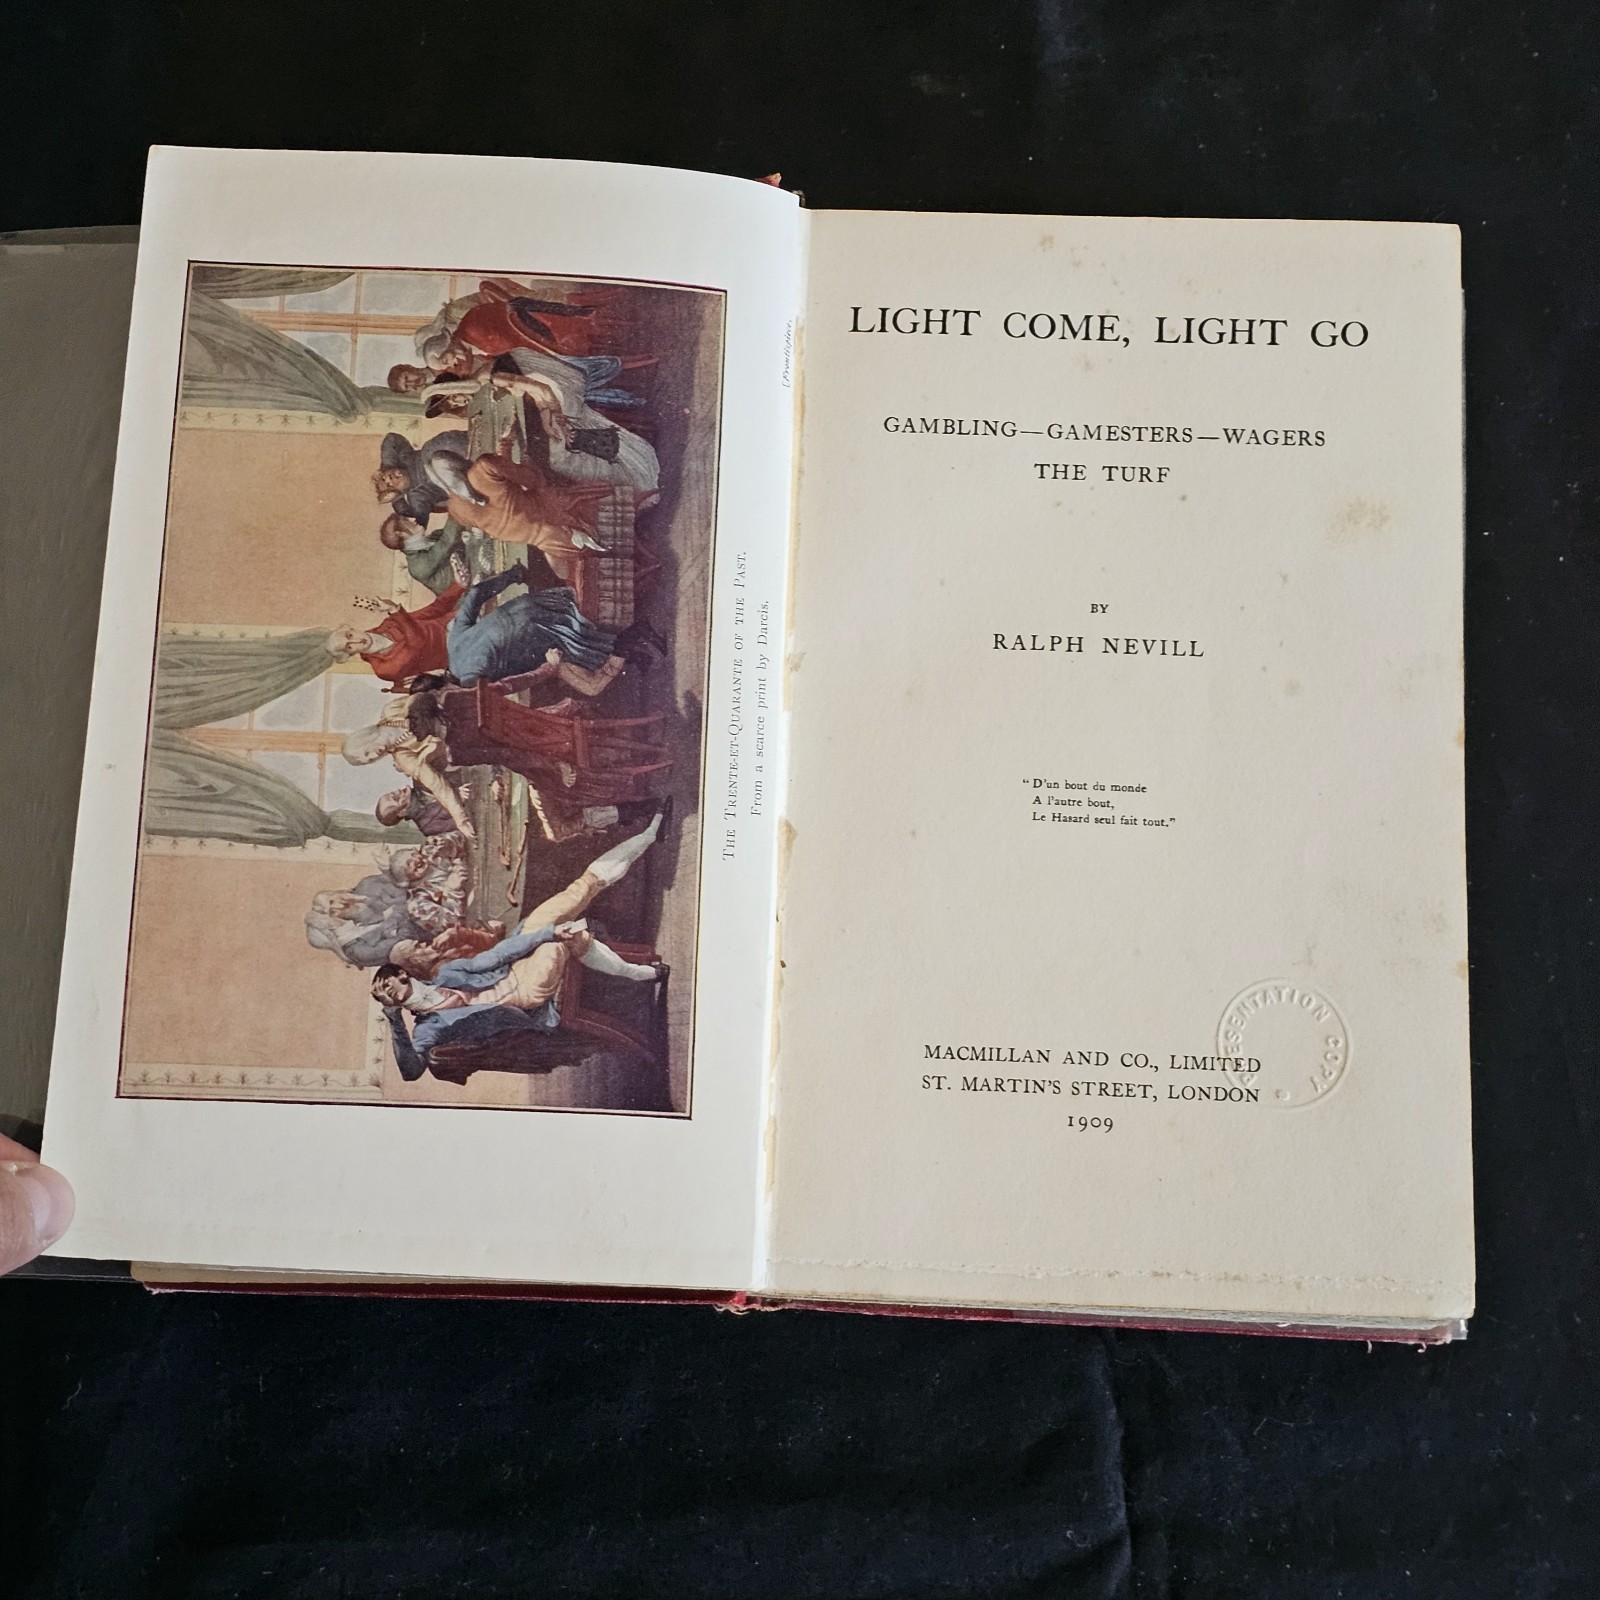 [Frontispiece.
THE TRENTE-ET-QUARANTE OF THE PAST.
From a scarce print by Darcis.
LIGHT COME, LIGHT GO
GAMBLING—GAMESTERS—WAGERS
THE TURF
BY
RALPH NEVILL
“D'un bout du monde
A l'autre bout,
Le Hasard seul fait tout.”
PRESENTATION COPY
MACMILLAN AND CO., LIMITED
ST. MARTIN'S STREET, LONDON
1909